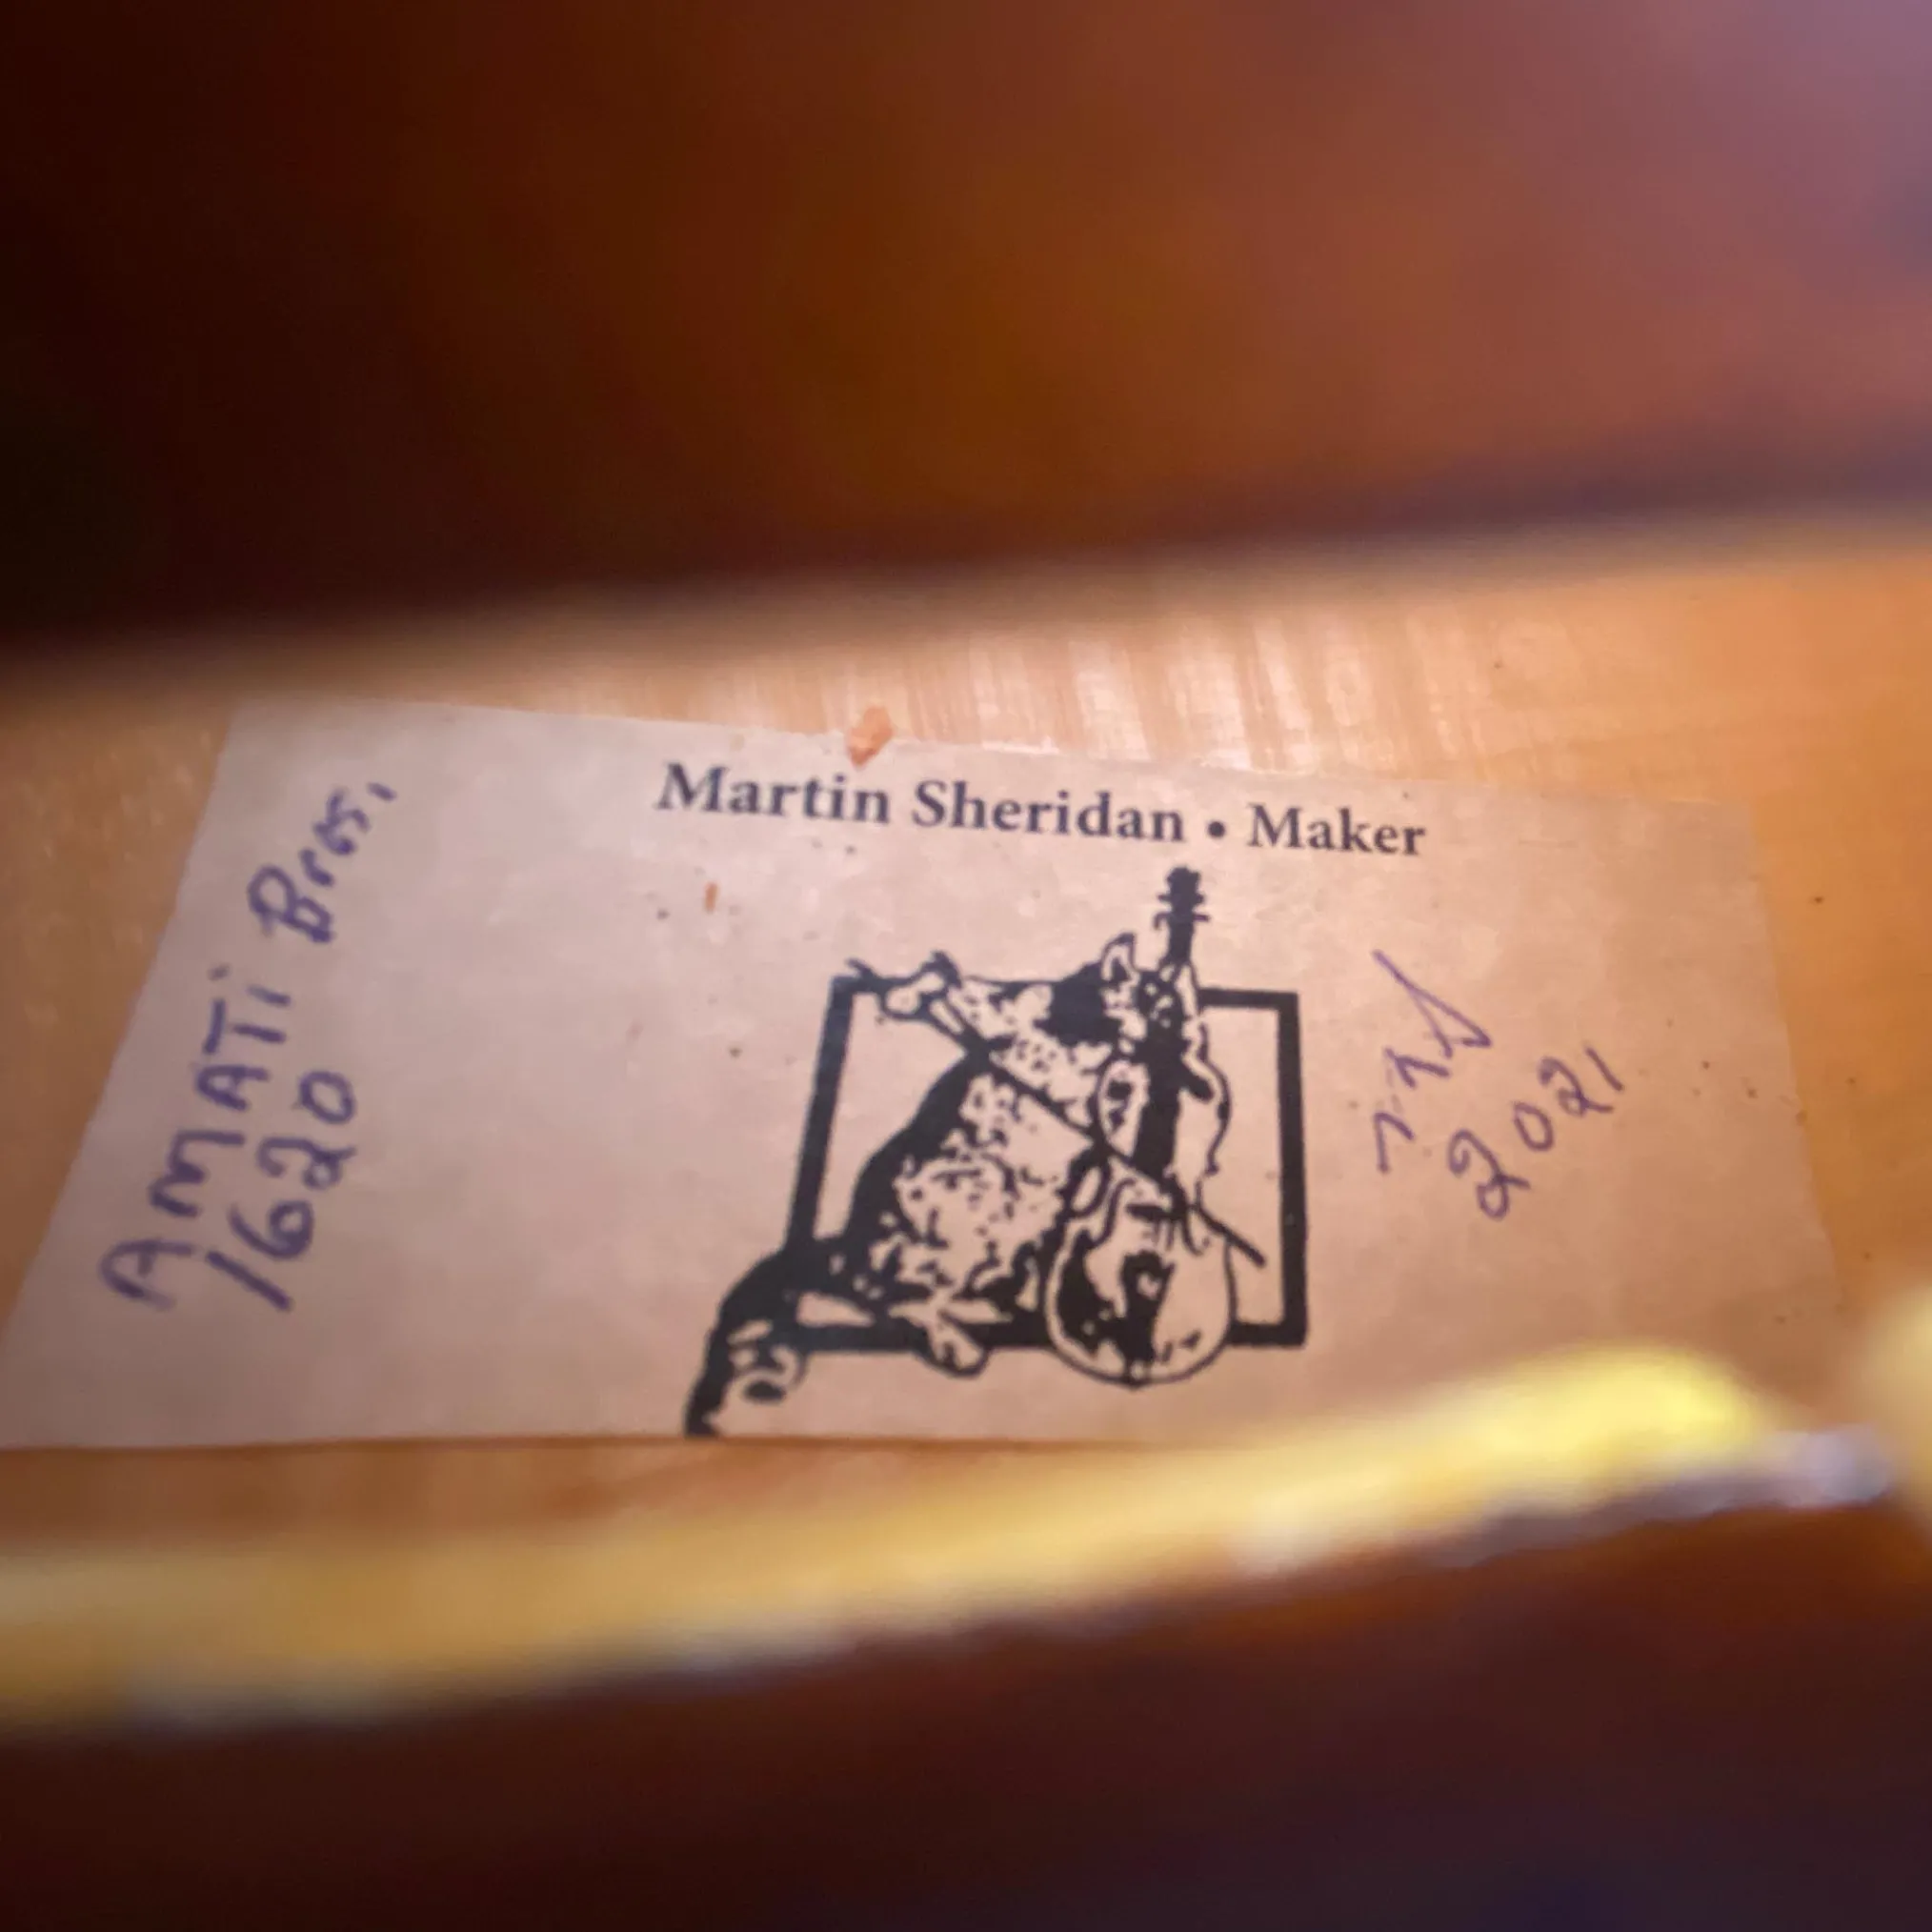 Martin Sheridan • Maker
AMATi Bros.
1620
2021